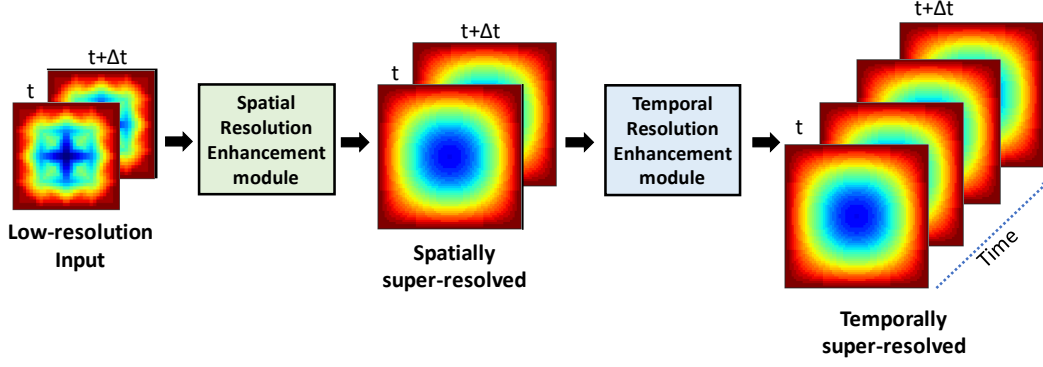 t
t+Δt
Low-resolution
Input
Spatial
Resolution
Enhancement
module
t
t+Δt
Spatially
super-resolved
Temporal
Resolution
Enhancement
module
t
t+Δt
Time
Temporally
super-resolved